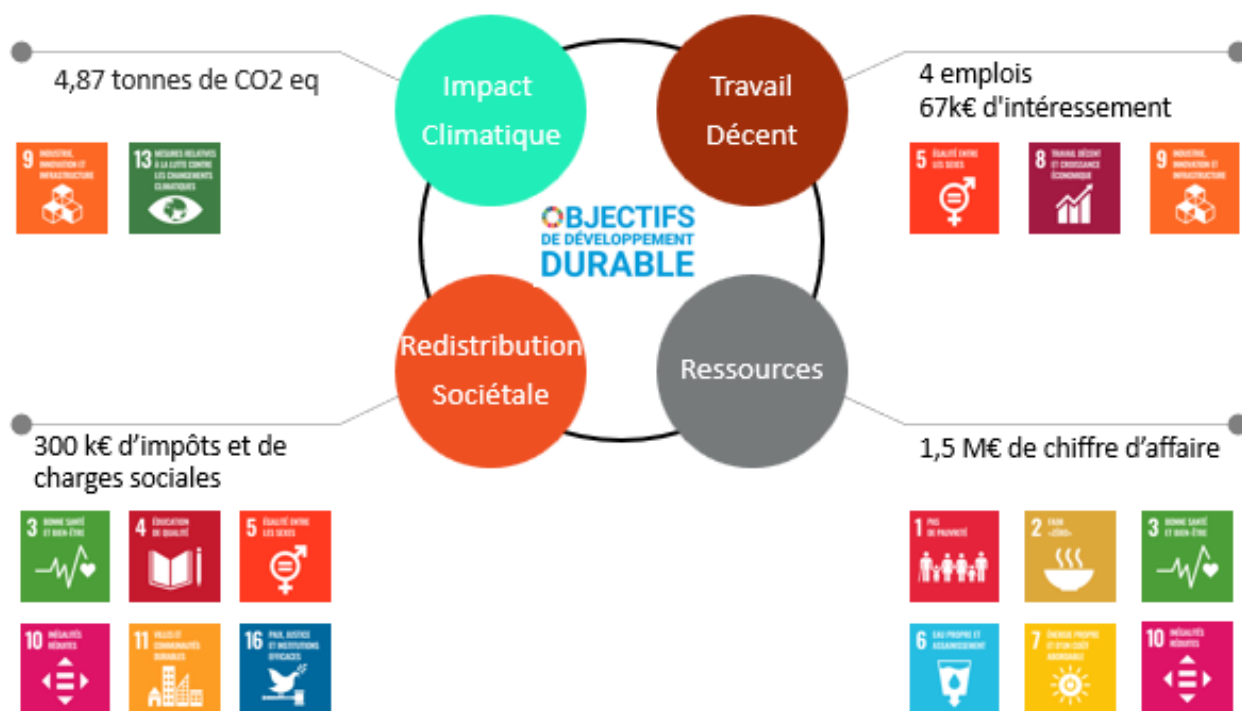 4,87 tonnes de CO2 eq
9 INDUSTRIE,
INNOVATION ET
INFRASTRUCTURE
13 MESURES RELATIVES
À LA LUTTE CONTRE
LES CHANGEMENTS
CLIMATIQUES
Impact
Climatique
Travail
Décent
4 emplois
67k€ d'intéressement
5 ÉGALITÉ ENTRE
LES SEXES
8 TRAVAIL DÉCENT
ET CROISSANCE
ÉCONOMIQUE
9 INDUSTRIE,
INNOVATION ET
INFRASTRUCTURE
OBJECTIFS
DE DÉVELOPPEMENT
DURABLE
Redistribution
Sociétale
Ressources
300 k€ d’impôts et de
charges sociales
3 BONNE SANTÉ
ET BIEN-ÊTRE
4 ÉDUCATION
DE QUALITÉ
5 ÉGALITÉ ENTRE
LES SEXES
10 INÉGALITÉS
RÉDUITES
11 VILLES ET
COMMUNAUTÉS
DURABLES
16 PAIX, JUSTICE
ET INSTITUTIONS
EFFICACES
1,5 M€ de chiffre d’affaire
1 PAS
DE PAUVRETÉ
2 FAIM
«ZÉRO»
3 BONNE SANTÉ
ET BIEN-ÊTRE
6 EAU PROPRE ET
ASSAINISSEMENT
7 ÉNERGIE PROPRE
ET D'UN COÛT
ABORDABLE
10 INÉGALITÉS
RÉDUITES